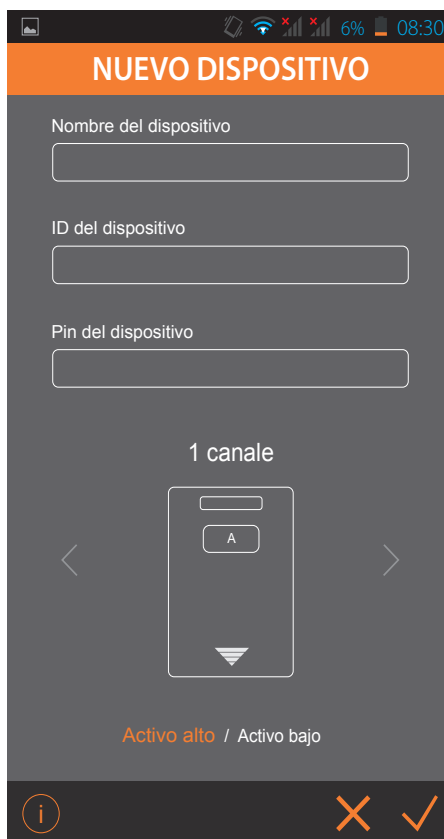 6% 08:30
NUEVO DISPOSITIVO
Nombre del dispositivo
ID del dispositivo
Pin del dispositivo
1 canale
A
Activo alto / Activo bajo
i